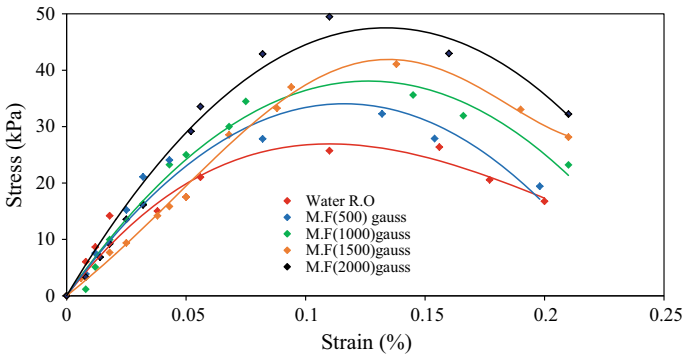 60
50
40
30
20
10
0
0
0.05
0.1
0.15
0.2
0.25
Stress (kPa)
Strain (%)
Water R.O
M.F(500) gauss
M.F(1000)gauss
M.F(1500)gauss
M.F(2000)gauss